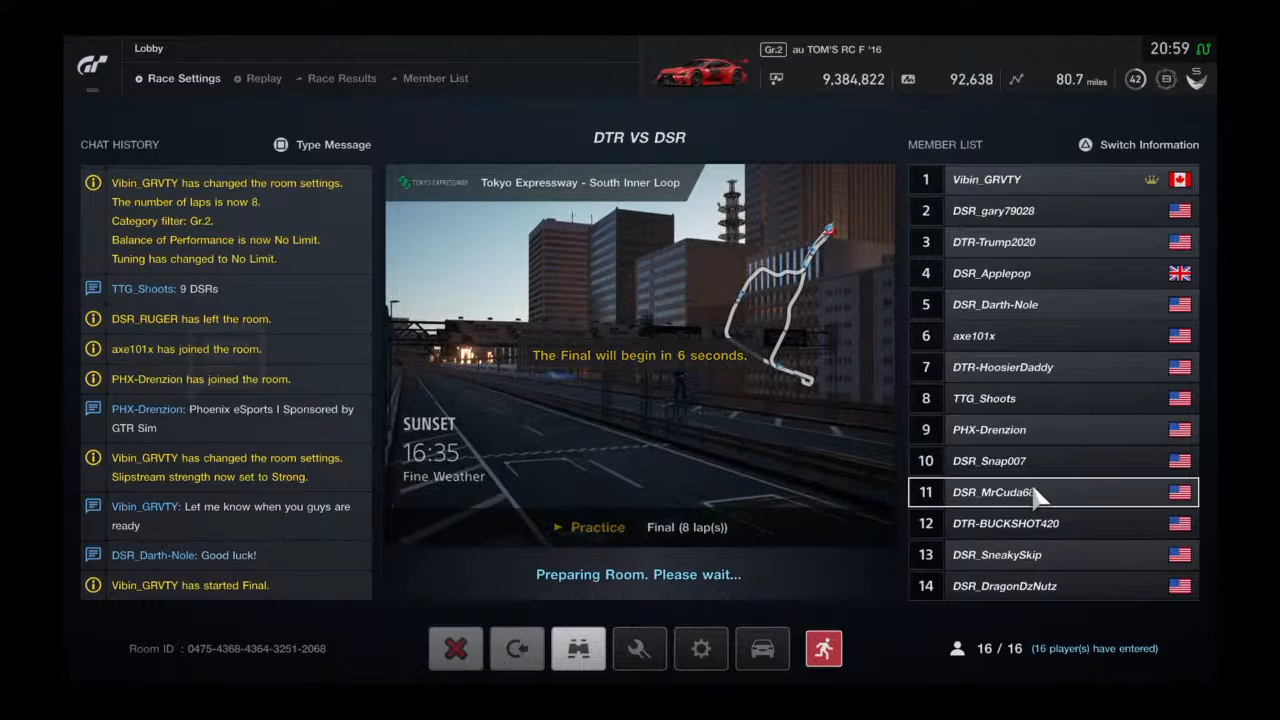 Lobby
Race Settings
Replay
Race Results
Member List
Gr.2 au TOM'S RC F '16
9,384,822
92,638
80.7 miles
42
B
S
20:59
CHAT HISTORY
Type Message
Vibin_GRVTY has changed the room settings.
The number of laps is now 8.
Category filter: Gr.2.
Balance of Performance is now No Limit.
Tuning has changed to No Limit.
TTG_Shoots: 9 DSRs
DSR_RUGER has left the room.
axe101x has joined the room.
PHX-Drenzion has joined the room.
PHX-Drenzion: Phoenix eSports I Sponsored by
GTR Sim
Vibin_GRVTY has changed the room settings.
Slipstream strength now set to Strong.
Vibin_GRVTY: Let me know when you guys are
ready
DSR_Darth-Nole: Good luck!
Vibin_GRVTY has started Final.
DTR VS DSR
TOKYO EXPRESSWAY
Tokyo Expressway - South Inner Loop
The Final will begin in 6 seconds.
SUNSET
16:35
Fine Weather
Practice
Final (8 lap(s))
Preparing Room. Please wait...
MEMBER LIST
Switch Information
1 Vibin_GRVTY
2 DSR_gary79028
3 DTR-Trump2020
4 DSR_Applepop
5 DSR_Darth-Nole
6 axe101x
7 DTR-HoosierDaddy
8 TTG_Shoots
9 PHX-Drenzion
10 DSR_Snap007
11
12 DTR-BUCKSHOT420
13 DSR_SneakySkip
14 DSR_DragonDzNutz
Room ID : 0475-4368-4364-3251-2068
16 / 16 (16 player(s) have entered)